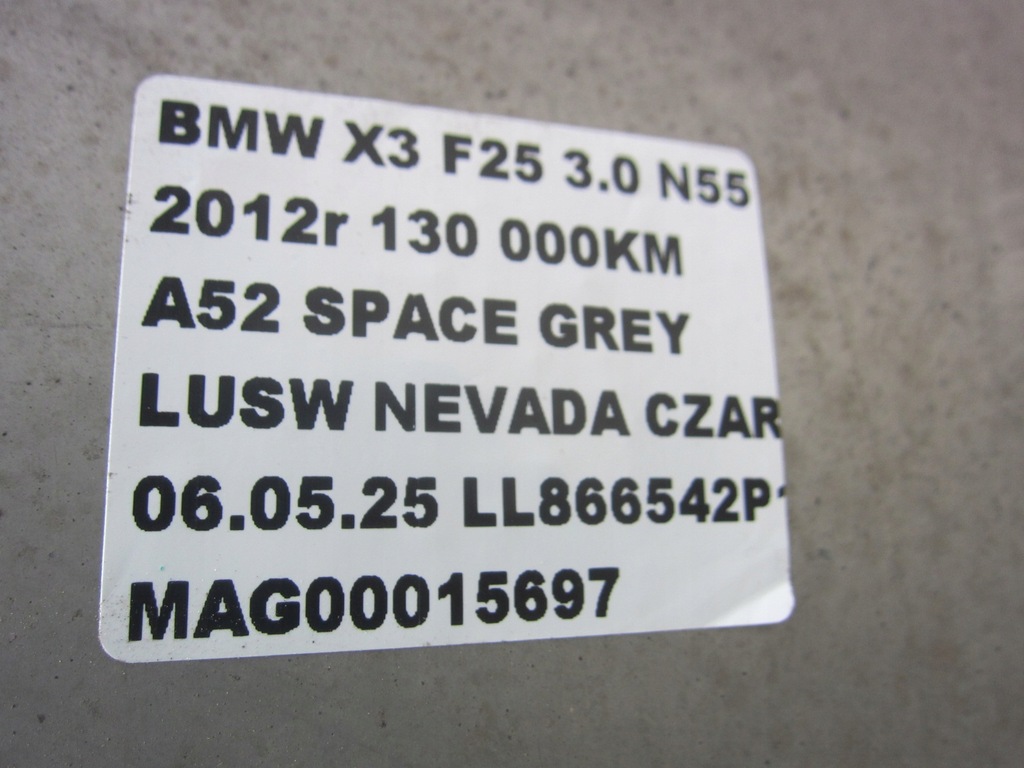 BMW X3 F25 3.0 N55
2012r 130 000KM
A52 SPACE GREY
LUSW NEVADA CZAR
06.05.25 LL866542P
MAG00015697